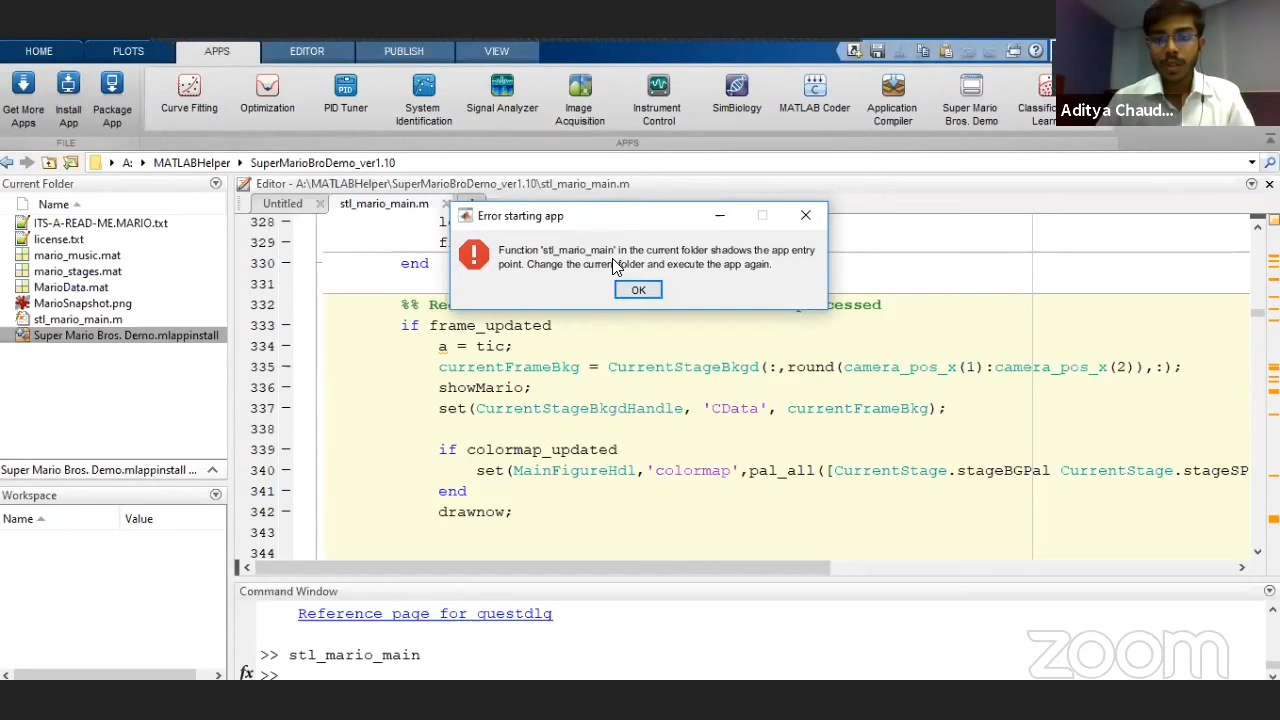 HOME PLOTS APPS EDITOR PUBLISH VIEW
Aditya Chaud...
Get More Apps
Install App
Package App
Curve Fitting
Optimization
PID Tuner
System Identification
Signal Analyzer
Image Acquisition
Instrument Control
SimBiology
MATLAB Coder
Application Compiler
Super Mario Bros. Demo
FILE
APPS
A: MATLABHelper SuperMarioBroDemo_ver1.10
Current Folder
Name
ITS-A-READ-ME.MARIO.txt
license.txt
mario_music.mat
mario_stages.mat
MarioData.mat
MarioSnapshot.png
stl_mario_main.m
Super Mario Bros. Demo.mlappinstall
Super Mario Bros. Demo.mlappinstall ...
Workspace
Name Value
Editor - A:\MATLABHelper\SuperMarioBroDemo_ver1.10\stl_mario_main.m
Untitled stl_mario_main.m
Error starting app
Function 'stl_mario_main' in the current folder shadows the app entry
point. Change the current folder and execute the app again.
OK
328
329
330 end
331
332 %%
333 if frame_updated
334 a = tic;
335 currentFrameBkg = CurrentStageBkgd(:,round(camera_pos_x(1):camera_pos_x(2)),:);
336 showMario;
337 set(CurrentStageBkgdHandle, 'CData', currentFrameBkg);
338
339 if colormap_updated
340 set(MainFigureHdl,'colormap',pal_all([CurrentStage.stageBGPal CurrentStage.stageSP
341 end
342 drawnow;
343
344
Command Window
Reference page for questdlg
>> stl_mario_main
fx >>
zoom